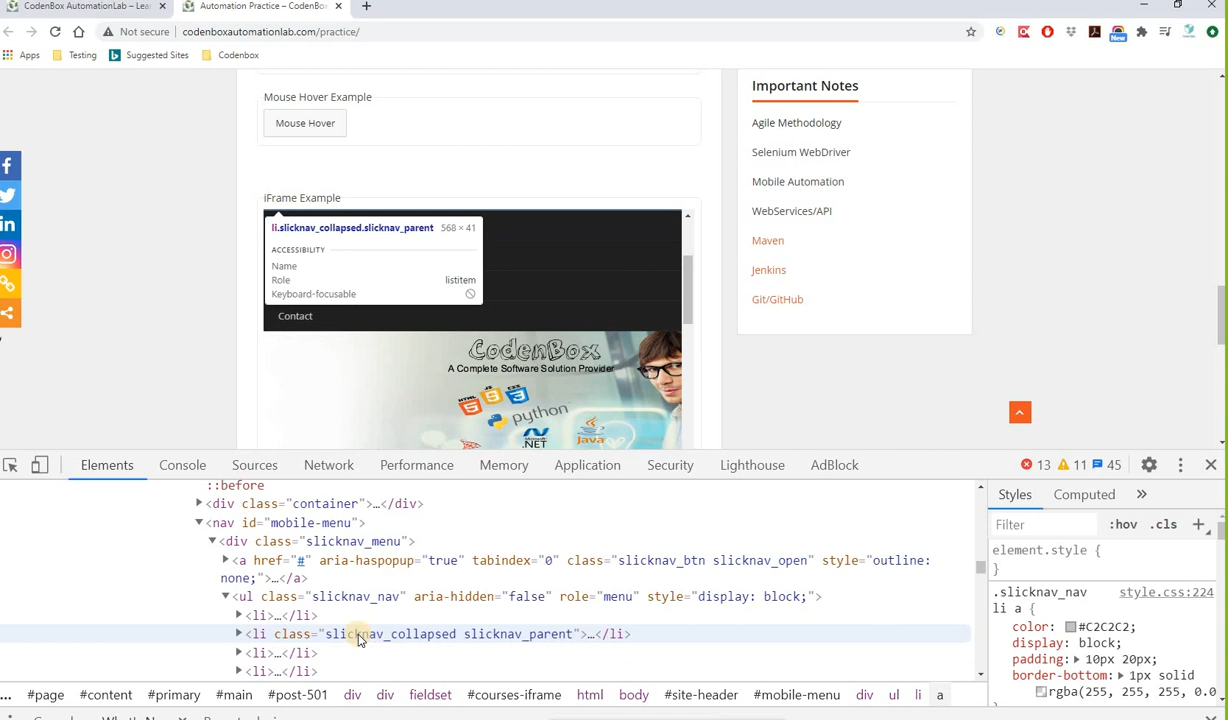 CodenBox AutomationLab – Lea
Automation Practice – CodenBox
Not secure codenboxautomationlab.com/practice/
New
Apps Testing Suggested Sites Codenbox
Mouse Hover Example
Mouse Hover
iFrame Example
li.slicknav_collapsed.slicknav_parent 568 × 41
ACCESSIBILITY
Name
Role listitem
Keyboard-focusable
Contact
CodenBox
A Complete Software Solution Provider
HTML JS CSS
python
.NET
Java
Important Notes
Agile Methodology
Selenium WebDriver
Mobile Automation
WebServices/API
Maven
Jenkins
Git/GitHub
Elements Console Sources Network Performance Memory Application Security Lighthouse AdBlock 13 11 45
::before
<div class="container">…</div>
<nav id="mobile-menu">
<div class="slicknav_menu">
<a href="#" aria-haspopup="true" tabindex="0" class="slicknav_btn slicknav_open" style="outline:
none;">…</a>
<ul class="slicknav_nav" aria-hidden="false" role="menu" style="display: block;">
<li>…</li>
<li class="slicknav_collapsed slicknav_parent">…</li>
<li>…</li>
<li>…</li>
... #page #content #primary #main #post-501 div div fieldset #courses-iframe html body #site-header #mobile-menu div ul li a
Styles Computed
Filter :hov .cls
element.style {
}
.slicknav_nav style.css:224
li a {
color: #C2C2C2;
display: block;
padding: 10px 20px;
border-bottom: 1px solid
rgba(255, 255, 255, 0.0